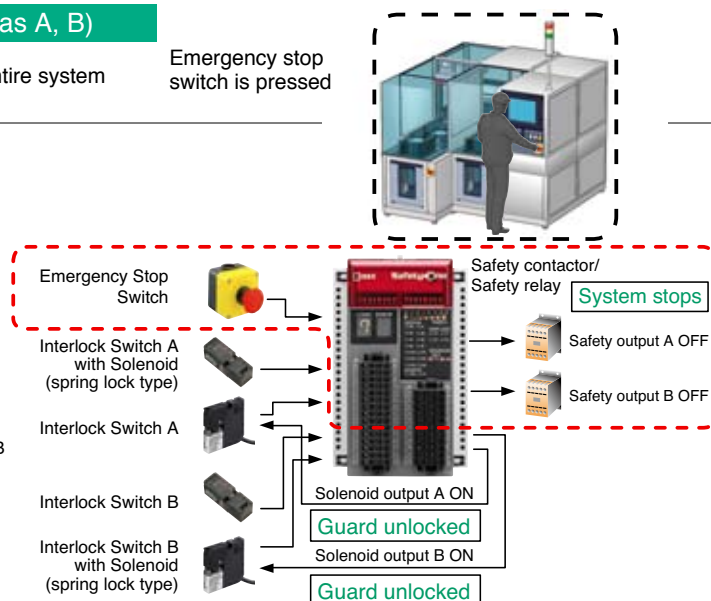 as A, B)
ntire system
Emergency stop
switch is pressed
Emergency Stop
Switch
Safety contactor/
Safety relay
System stops
Safety output A OFF
Safety output B OFF
Interlock Switch A
with Solenoid
(spring lock type)
Interlock Switch A
B
Interlock Switch B
Interlock Switch B
with Solenoid
(spring lock type)
Solenoid output A ON
Guard unlocked
Solenoid output B ON
Guard unlocked